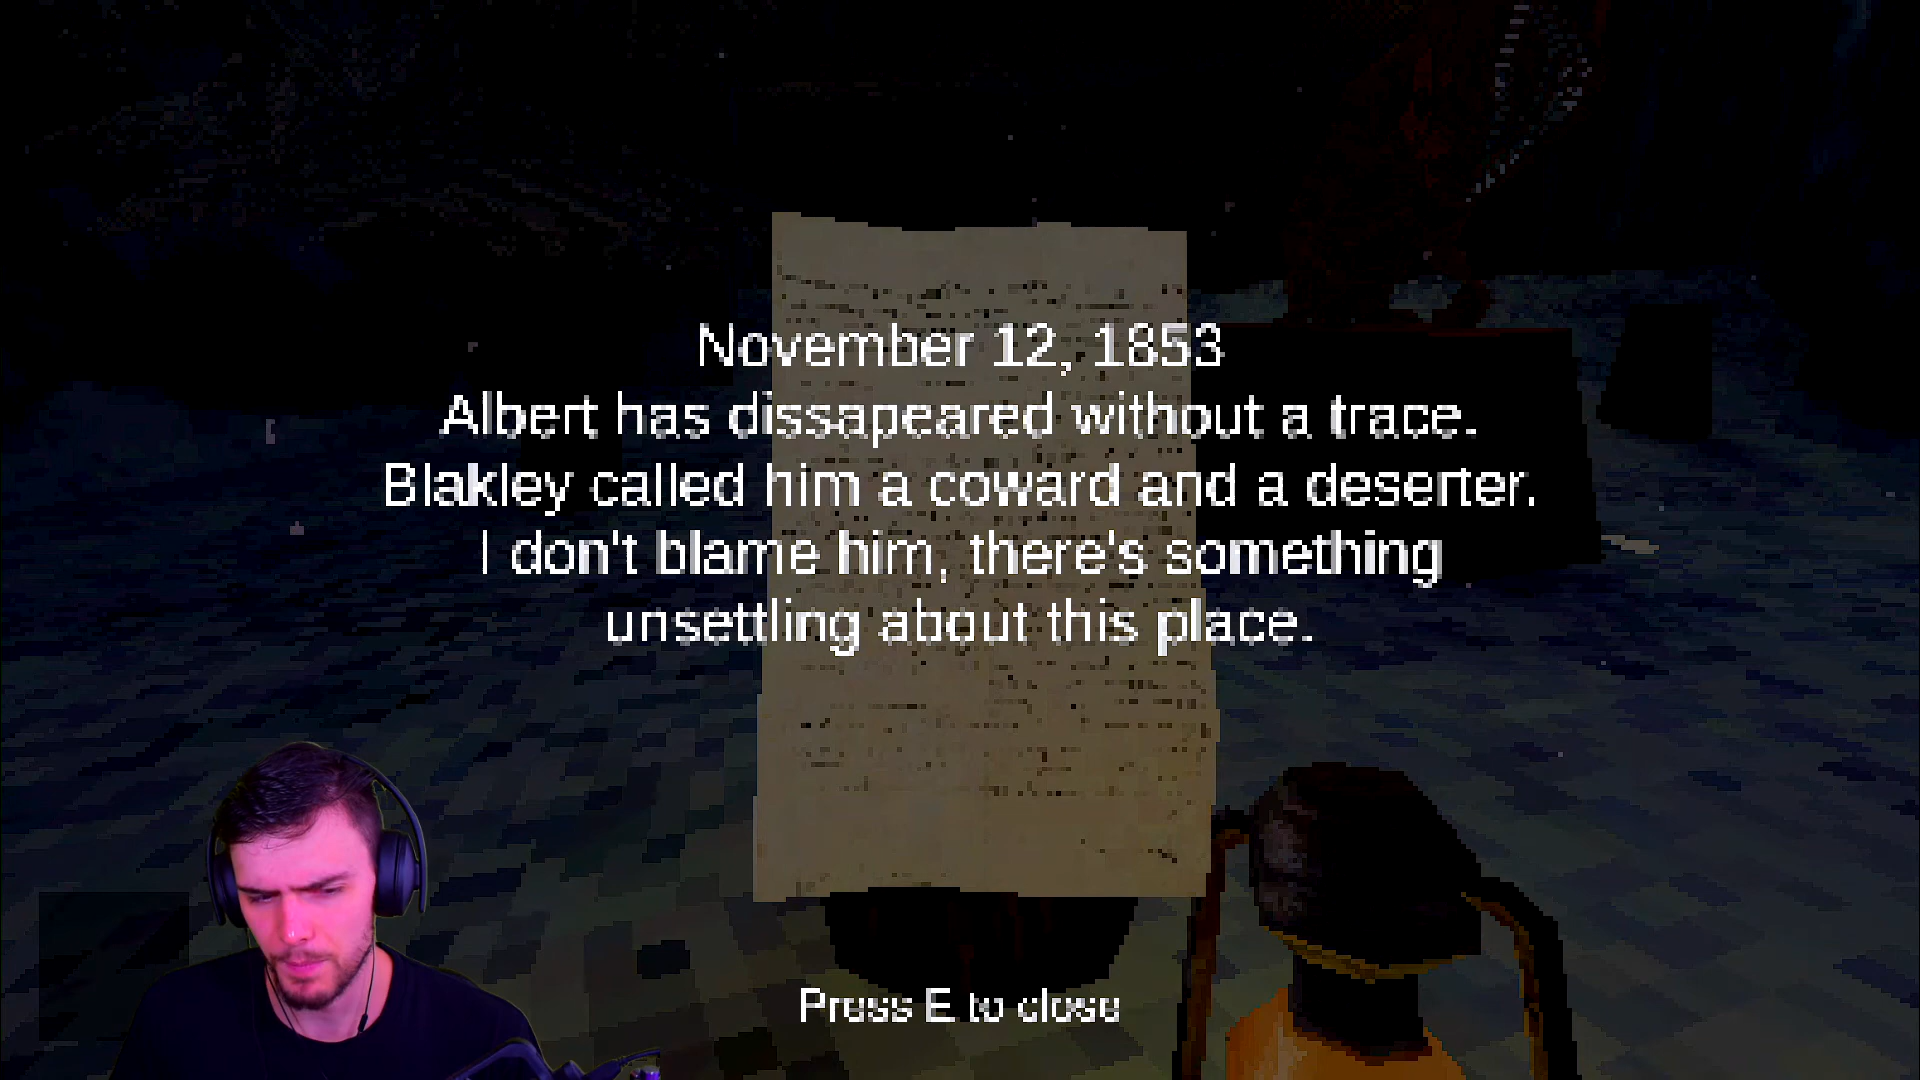 November 12, 1853
Albert has dissapeared without a trace.
Blakley called him a coward and a deserter.
I don't blame him, there's something
unsettling about this place.
Press E to close